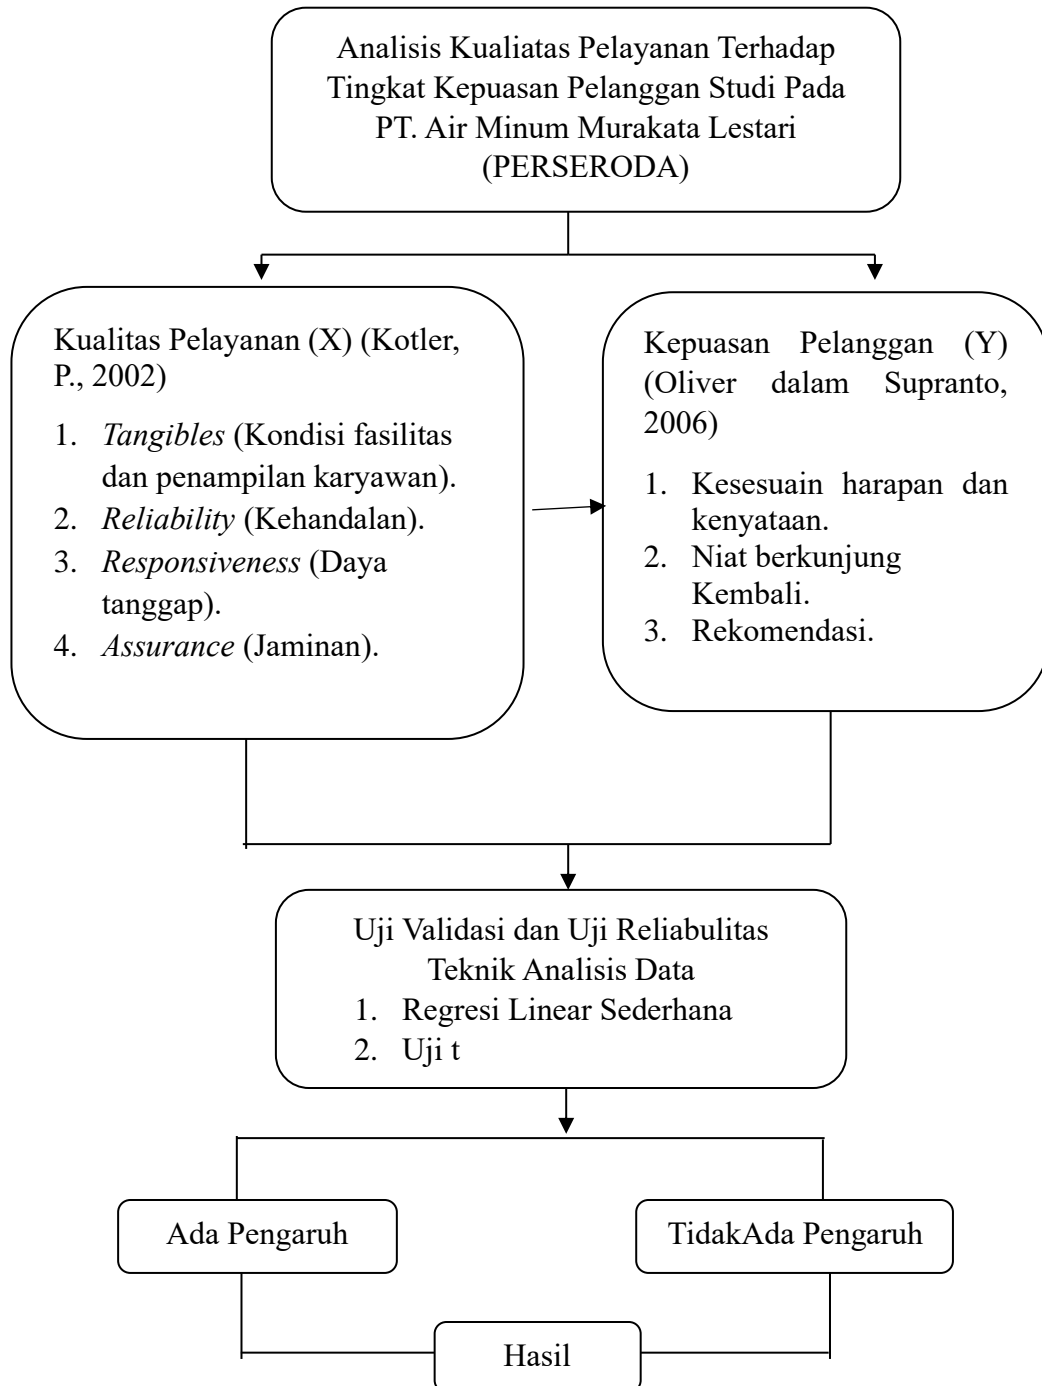 Analisis Kualiatas Pelayanan Terhadap
Tingkat Kepuasan Pelanggan Studi Pada
PT. Air Minum Murakata Lestari
(PERSERODA)
Kualitas Pelayanan (X) (Kotler,
P., 2002)
1. Tangibles (Kondisi fasilitas
dan penampilan karyawan).
2. Reliability (Kehandalan).
3. Responsiveness (Daya
tanggap).
4. Assurance (Jaminan).
Kepuasan Pelanggan (Y)
(Oliver dalam Supranto,
2006)
1. Kesesuain harapan dan
kenyataan.
2. Niat berkunjung
Kembali.
3. Rekomendasi.
Uji Validasi dan Uji Reliabulitas
Teknik Analisis Data
1. Regresi Linear Sederhana
2. Uji t
Ada Pengaruh
TidakAda Pengaruh
Hasil